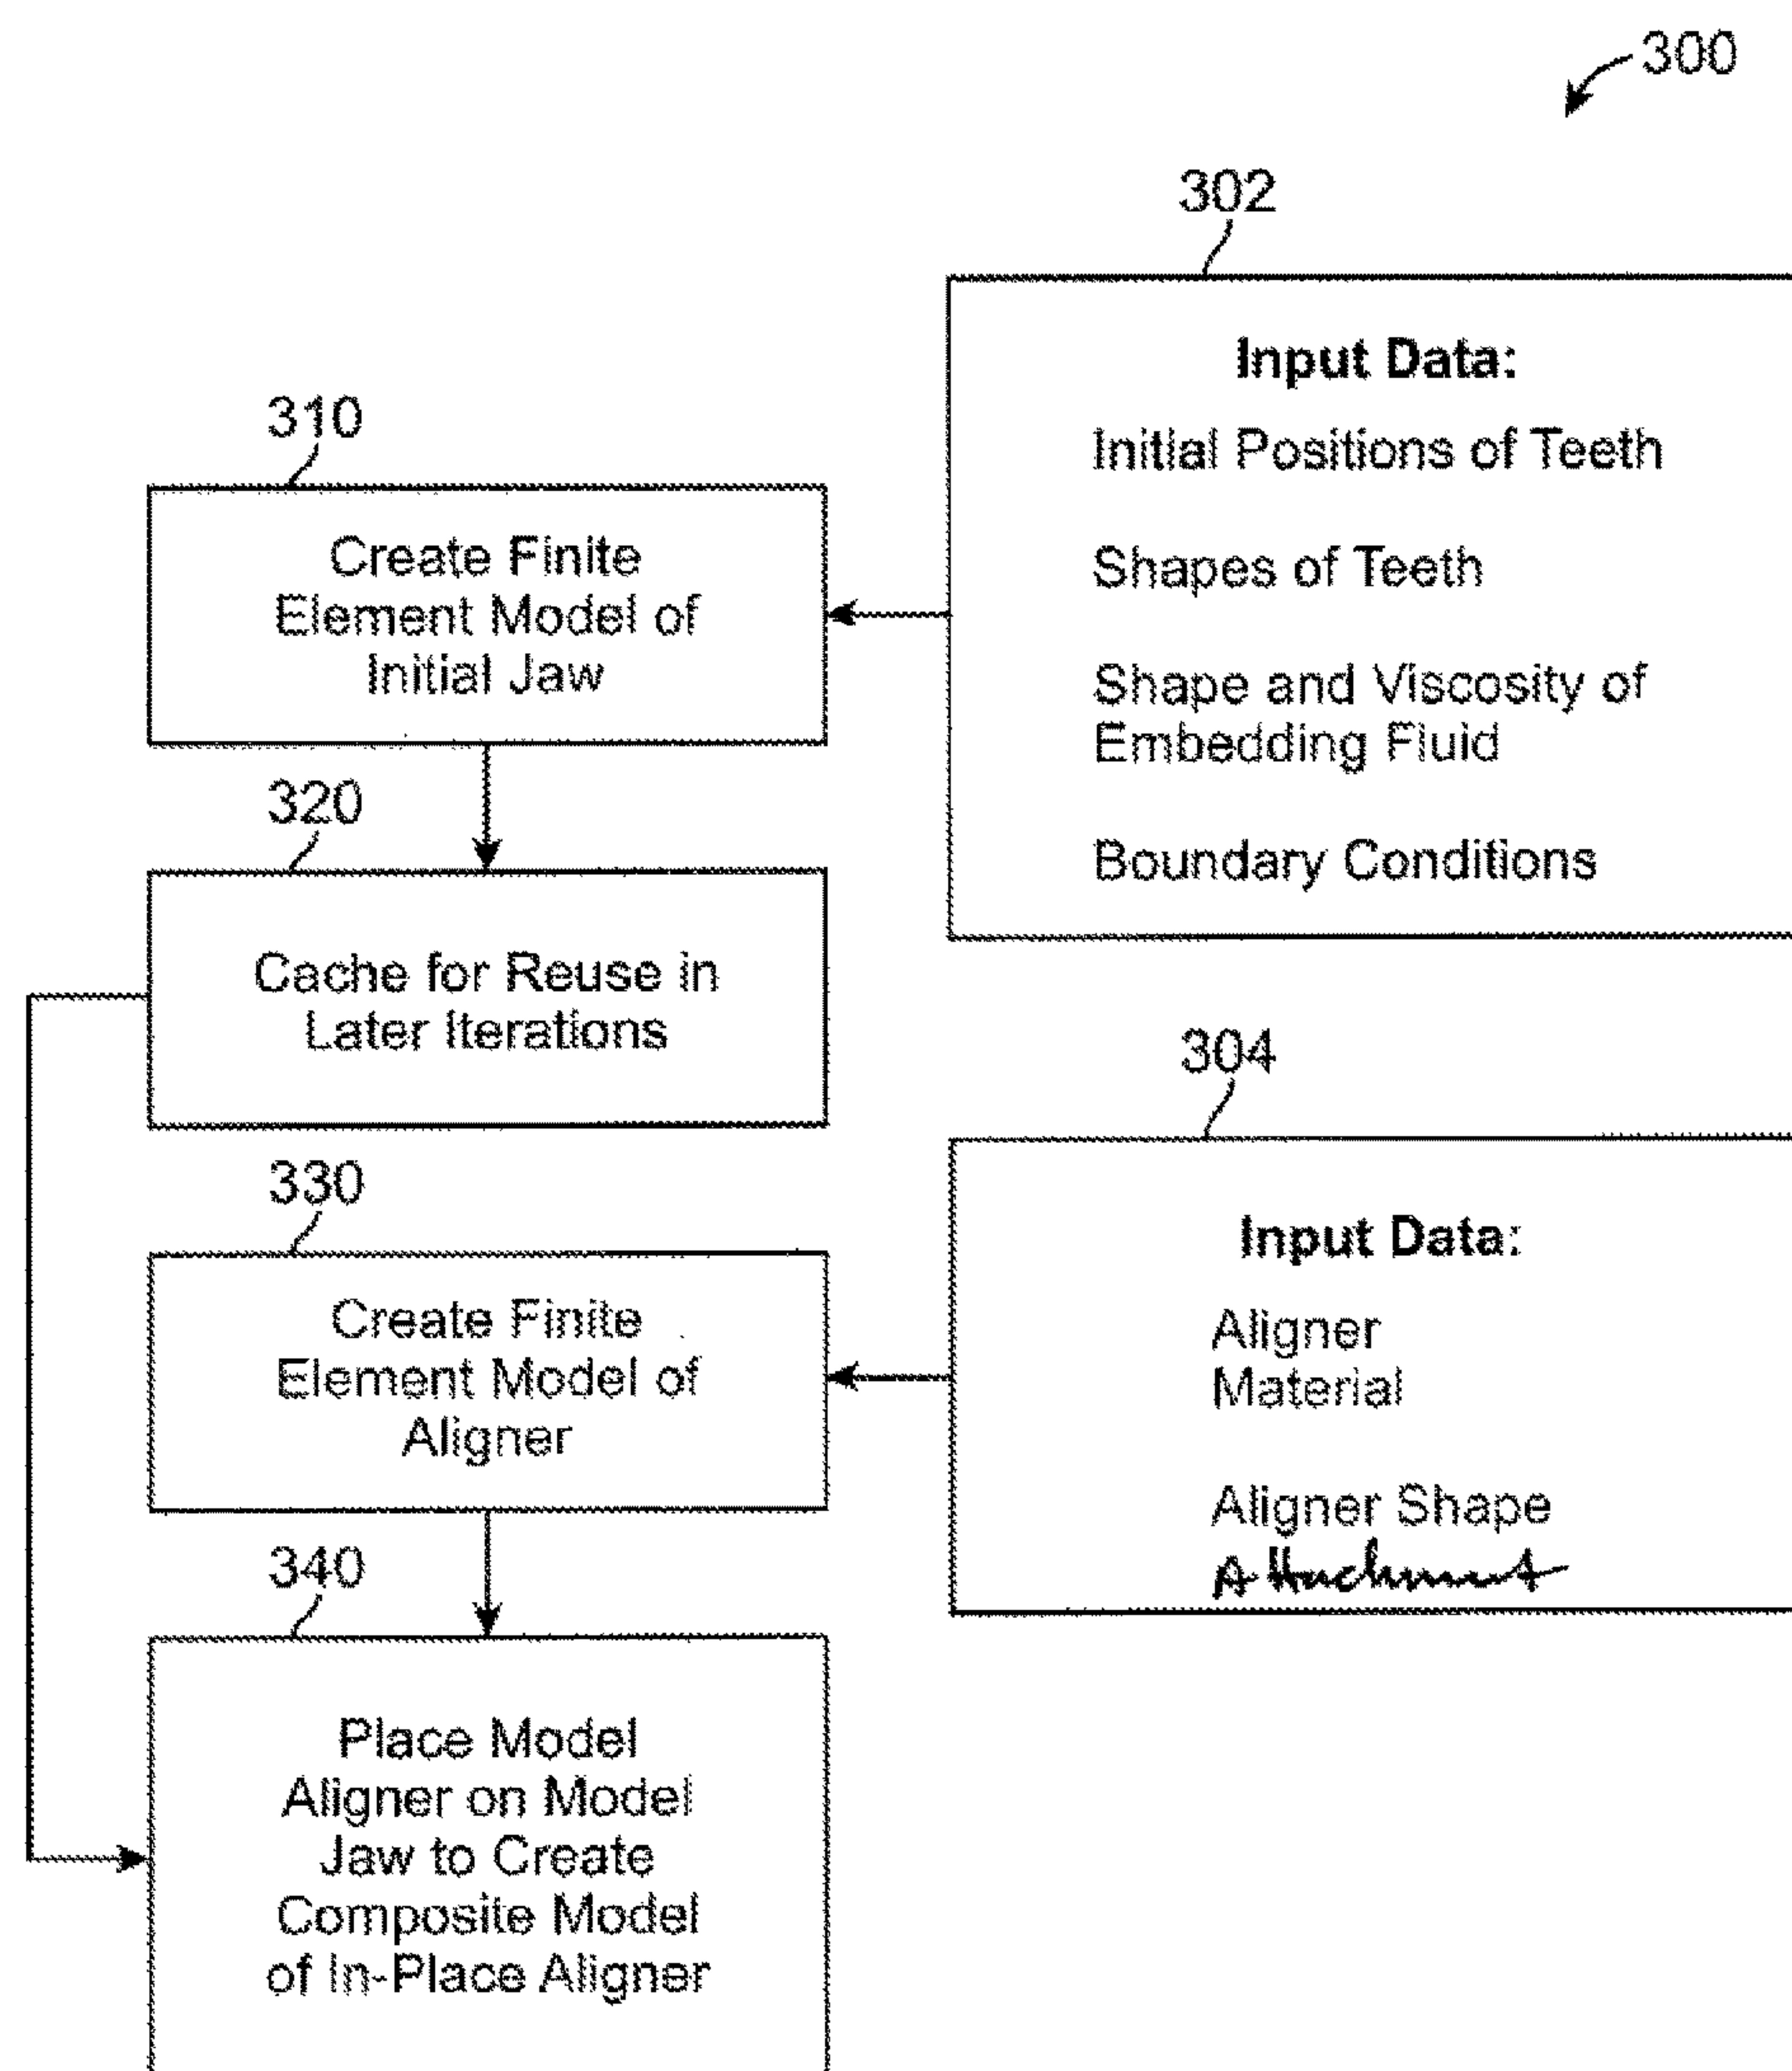 300
302
Input Data:
Initial Positions of Teeth
Shapes of Teeth
Shape and Viscosity of
Embedding Fluid
Boundary Conditions
310
Create Finite
Element Model of
Initial Jaw
320
Cache for Reuse in
Later Iterations
304
Input Data:
Aligner
Material
Aligner Shape
Attachment
330
Create Finite
Element Model of
Aligner
340
Place Model
Aligner on Model
Jaw to Create
Composite Model
of In-Place Aligner